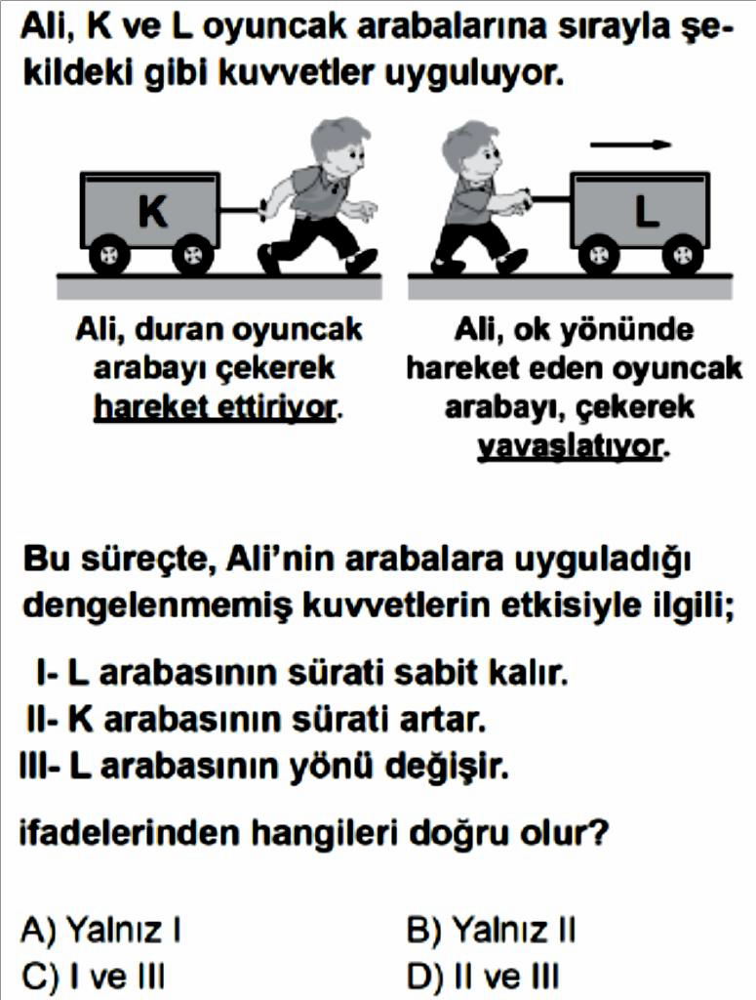 Ali, K ve L oyuncak arabalarına sırayla şe-
kildeki gibi kuvvetler uyguluyor.
K
L
Ali, duran oyuncak
arabayı çekerek
hareket ettiriyor.
Ali, ok yönünde
hareket eden oyuncak
arabayı, çekerek
yavaşlatıyor.
Bu süreçte, Ali'nin arabalara uyguladığı
dengelenmemiş kuvvetlerin etkisiyle ilgili;
I- L arabasının sürati sabit kalır.
II- K arabasının sürati artar.
III- L arabasının yönü değişir.
ifadelerinden hangileri doğru olur?
A) Yalnız I
B) Yalnız II
C) I ve III
D) II ve III